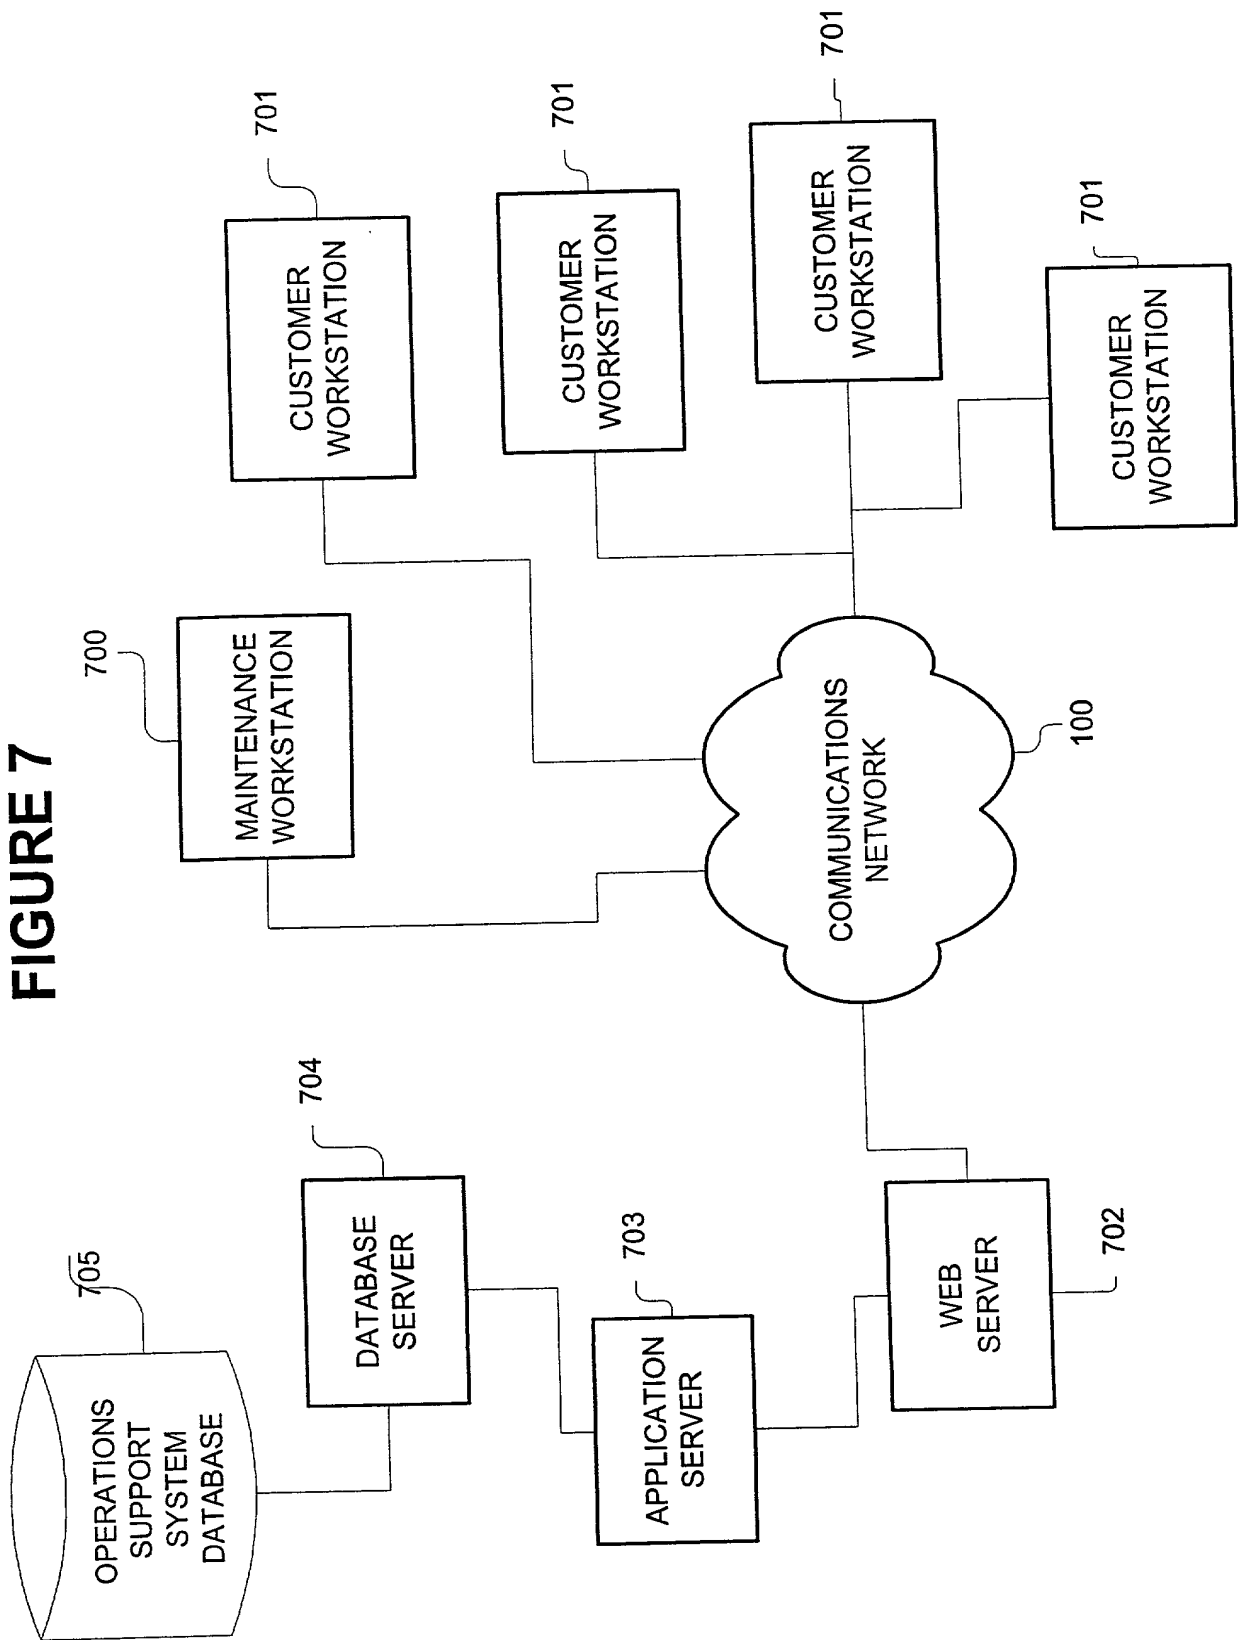 FIGURE 7
705
OPERATIONS
SUPPORT
SYSTEM
DATABASE
704
DATABASE
SERVER
703
APPLICATION
SERVER
WEB
SERVER
702
700
MAINTENANCE
WORKSTATION
COMMUNICATIONS
NETWORK
100
701
CUSTOMER
WORKSTATION
701
CUSTOMER
WORKSTATION
701
CUSTOMER
WORKSTATION
701
CUSTOMER
WORKSTATION